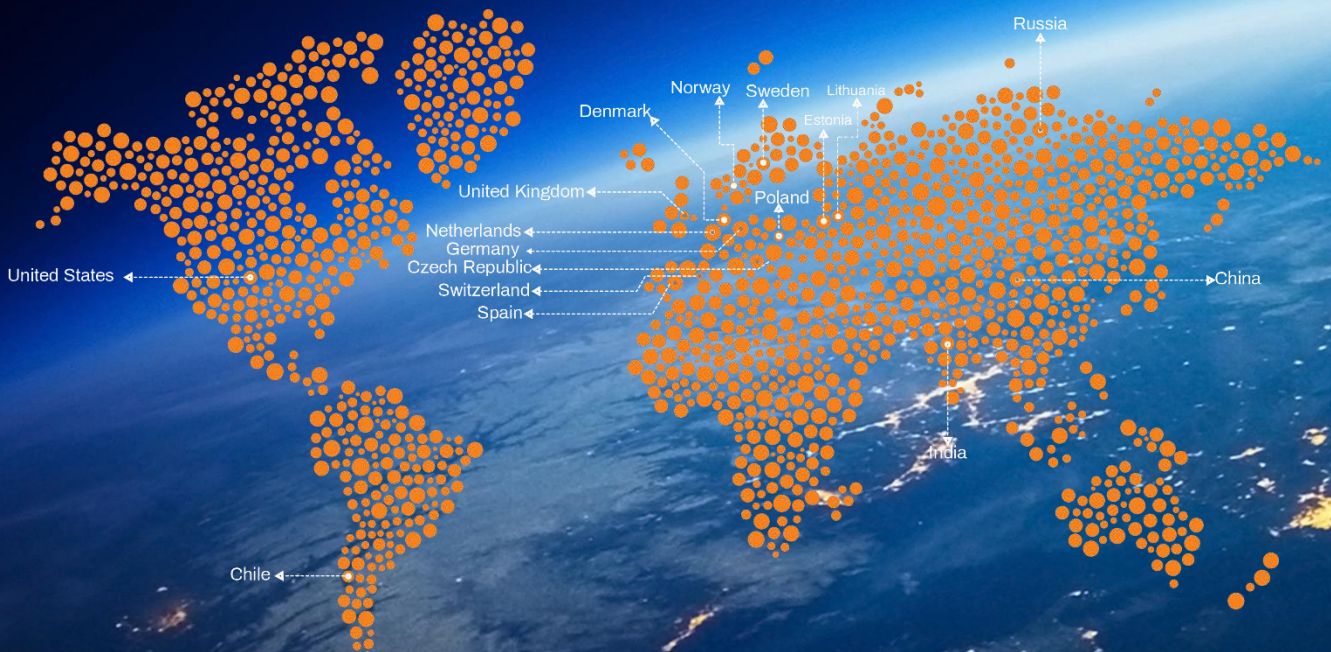 Russia
Norway
Sweden
Lithuania
Denmark
Estonia
United Kingdom
Poland
Netherlands
Germany
Czech Republic
United States
China
Switzerland
Spain
India
Chile